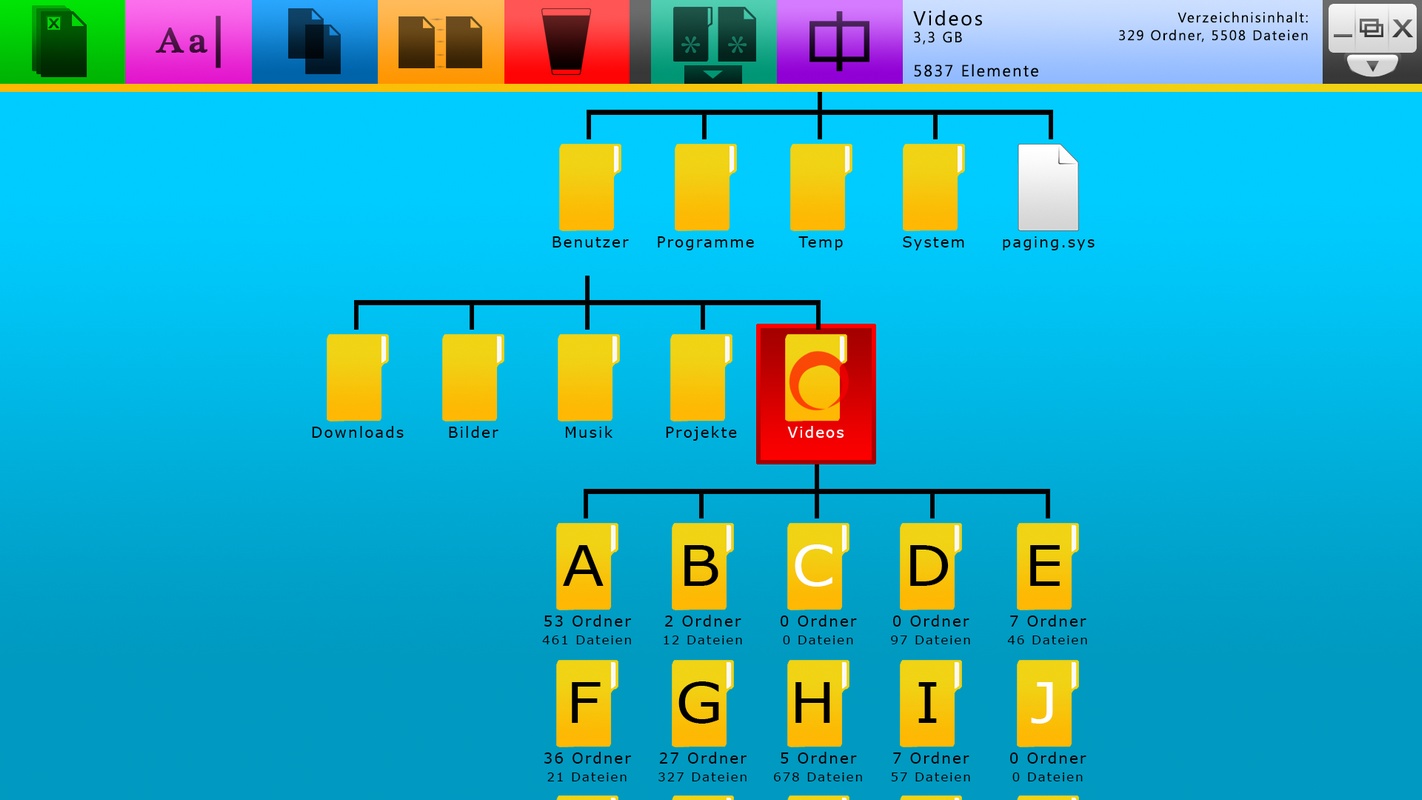 Aa
Videos
3,3 GB
5837 Elemente
Verzeichnisinhalt:
329 Ordner, 5508 Dateien
Benutzer Programme Temp System paging.sys
Downloads Bilder Musik Projekte Videos
A B C D E
53 Ordner 2 Ordner 0 Ordner 0 Ordner 7 Ordner
461 Dateien 12 Dateien 0 Dateien 97 Dateien 46 Dateien
F G H I J
36 Ordner 27 Ordner 5 Ordner 7 Ordner 0 Ordner
21 Dateien 327 Dateien 678 Dateien 57 Dateien 0 Dateien